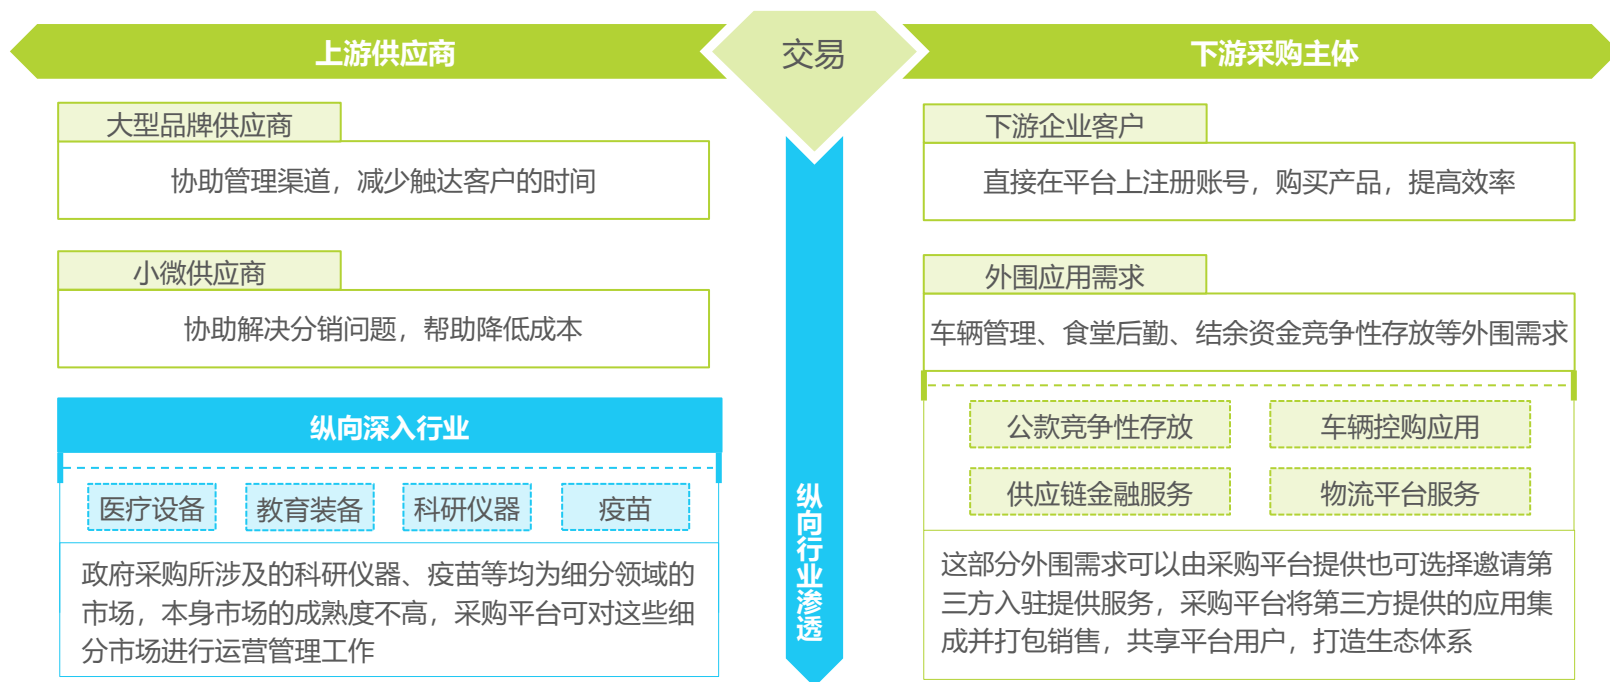 上游供应商
交易
下游采购主体
大型品牌供应商
协助管理渠道，减少触达客户的时间
小微供应商
协助解决分销问题，帮助降低成本
纵向深入行业
医疗设备
教育装备
科研仪器
疫苗
政府采购所涉及的科研仪器、疫苗等均为细分领域的
市场，本身市场的成熟度不高，采购平台可对这些细
分市场进行运营管理工作
纵向行业渗透
下游企业客户
直接在平台上注册账号，购买产品，提高效率
外围应用需求
车辆管理、食堂后勤、结余资金竞争性存放等外围需求
公款竞争性存放
车辆控购应用
供应链金融服务
物流平台服务
这部分外围需求可以由采购平台提供也可选择邀请第
三方入驻提供服务，采购平台将第三方提供的应用集
成并打包销售，共享平台用户，打造生态体系